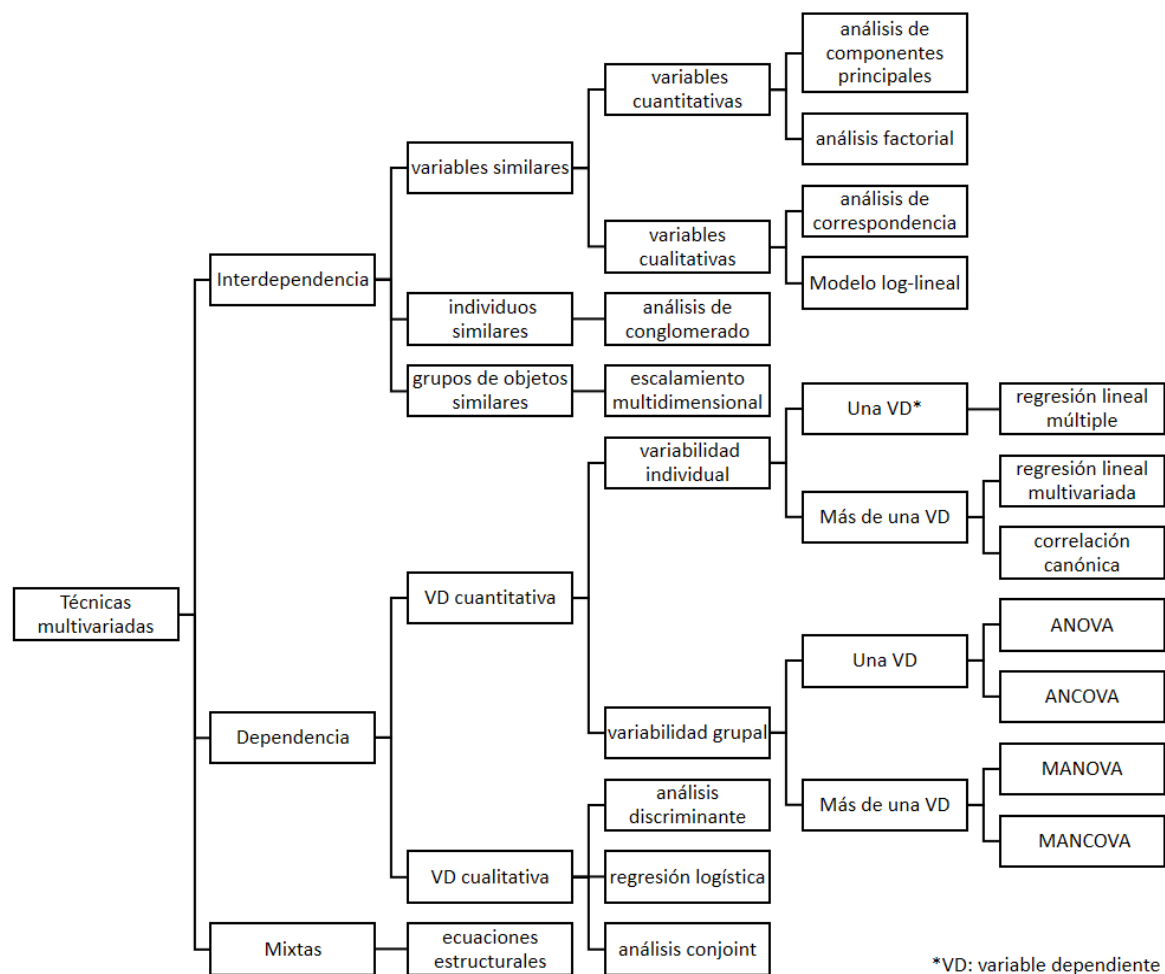 análisis de
componentes
principales
variables
cuantitativas
análisis factorial
variables similares
análisis de
correspondencia
variables
cualitativas
Modelo log-lineal
Interdependencia
individuos
similares
análisis de
conglomerado
grupos de objetos
similares
escalamiento
multidimensional
Una VD*
regresión lineal
múltiple
variabilidad
individual
regresión lineal
multivariada
Más de una VD
correlación
canónica
VD cuantitativa
Técnicas
multivariadas
ANOVA
Una VD
ANCOVA
Dependencia
variabilidad grupal
MANOVA
Más de una VD
MANCOVA
análisis
discriminante
VD cualitativa
regresión logística
análisis conjoint
Mixtas
ecuaciones
estructurales
*VD: variable dependiente